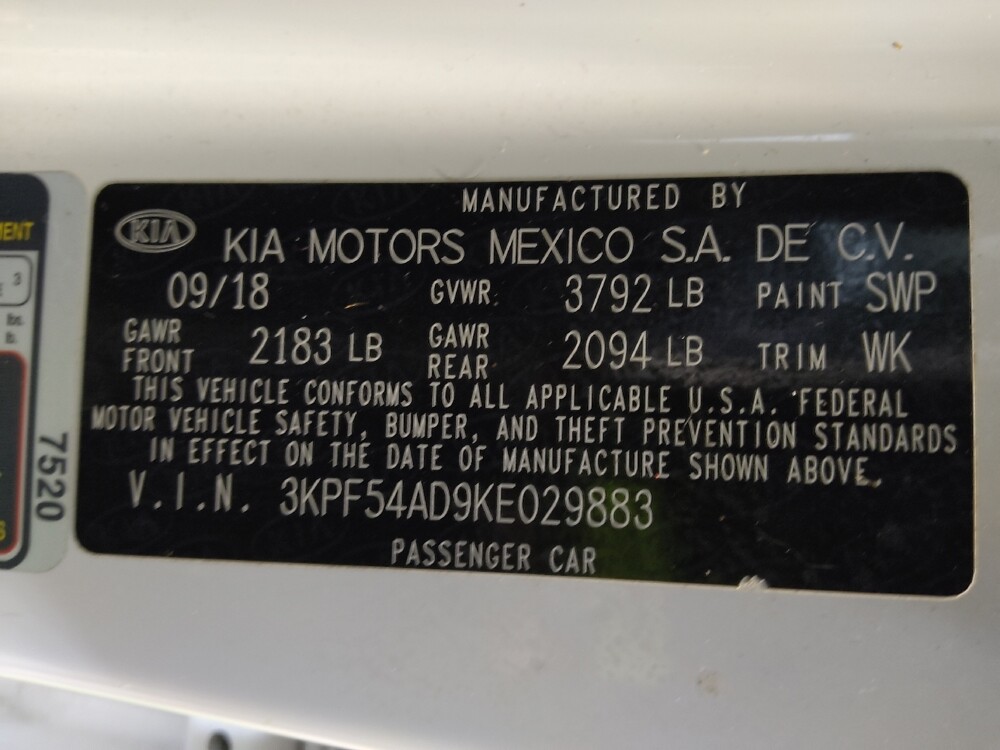 MANUFACTURED BY
KIA
KIA MOTORS MEXICO S.A. DE C.V.
09/18 GVWR 3792 LB PAINT SWP
GAWR FRONT 2183 LB GAWR REAR 2094 LB TRIM WK
THIS VEHICLE CONFORMS TO ALL APPLICABLE U.S.A. FEDERAL
MOTOR VEHICLE SAFETY, BUMPER, AND THEFT PREVENTION STANDARDS
IN EFFECT ON THE DATE OF MANUFACTURE SHOWN ABOVE.
V.I.N. 3KPF54AD9KE029883
PASSENGER CAR
7520
3
lbs.